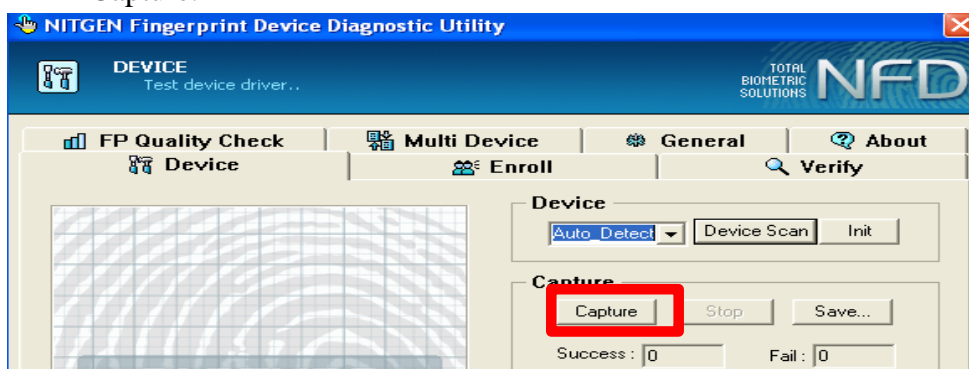 Capture.
NITGEN Fingerprint Device Diagnostic Utility
DEVICE
Test device driver..
TOTAL
BIOMETRIC
SOLUTIONS
NFD
FP Quality Check Multi Device General About
Device Enroll Verify
Device
Auto_Detect Device Scan Init
Capture
Capture Stop Save...
Success : 0 Fail : 0